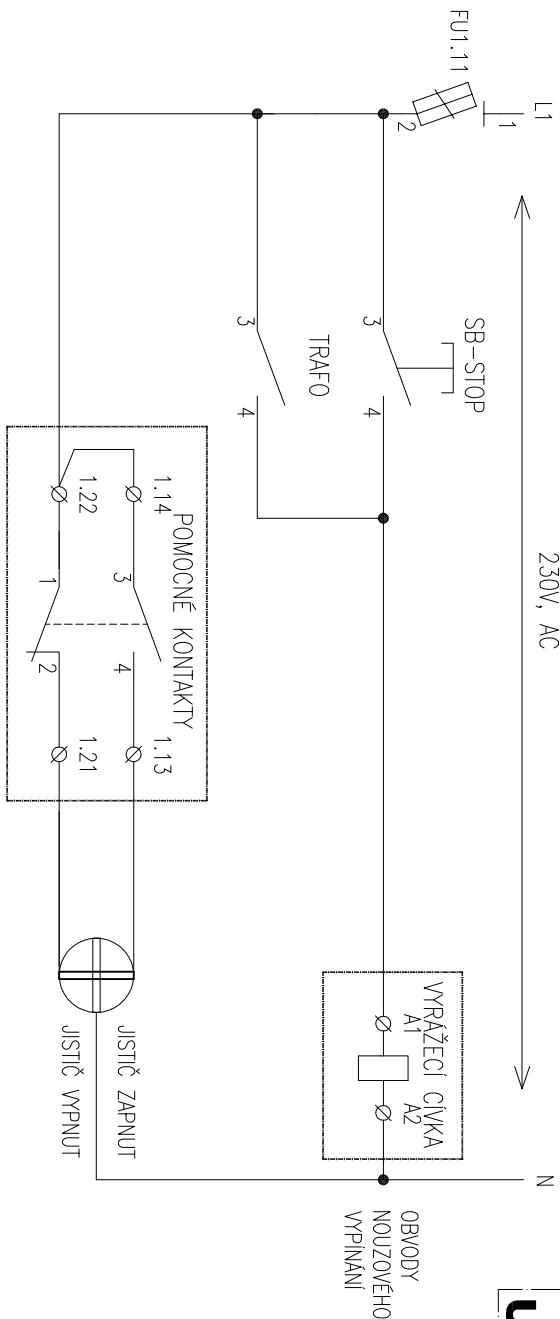 L1
1
FU1.11
2
230V, AC
N
SB-STOP
3
4
TRAFO
3
4
VYRÁŽECÍ CÍVKA
A1
A2
OBVODY
NOUZOVÉHO
VYPÍNÁNÍ
POMOCNÉ KONTAKTY
1.14
3
4
1.13
1.22
1
2
1.21
JISTIČ ZAPNUT
JISTIČ VYPNUT